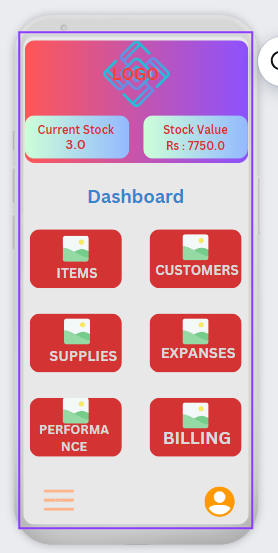 LOGO
Current Stock
3.0
Stock Value
Rs : 7750.0
Dashboard
ITEMS
CUSTOMERS
SUPPLIES
EXPANSES
PERFORMA
NCE
BILLING